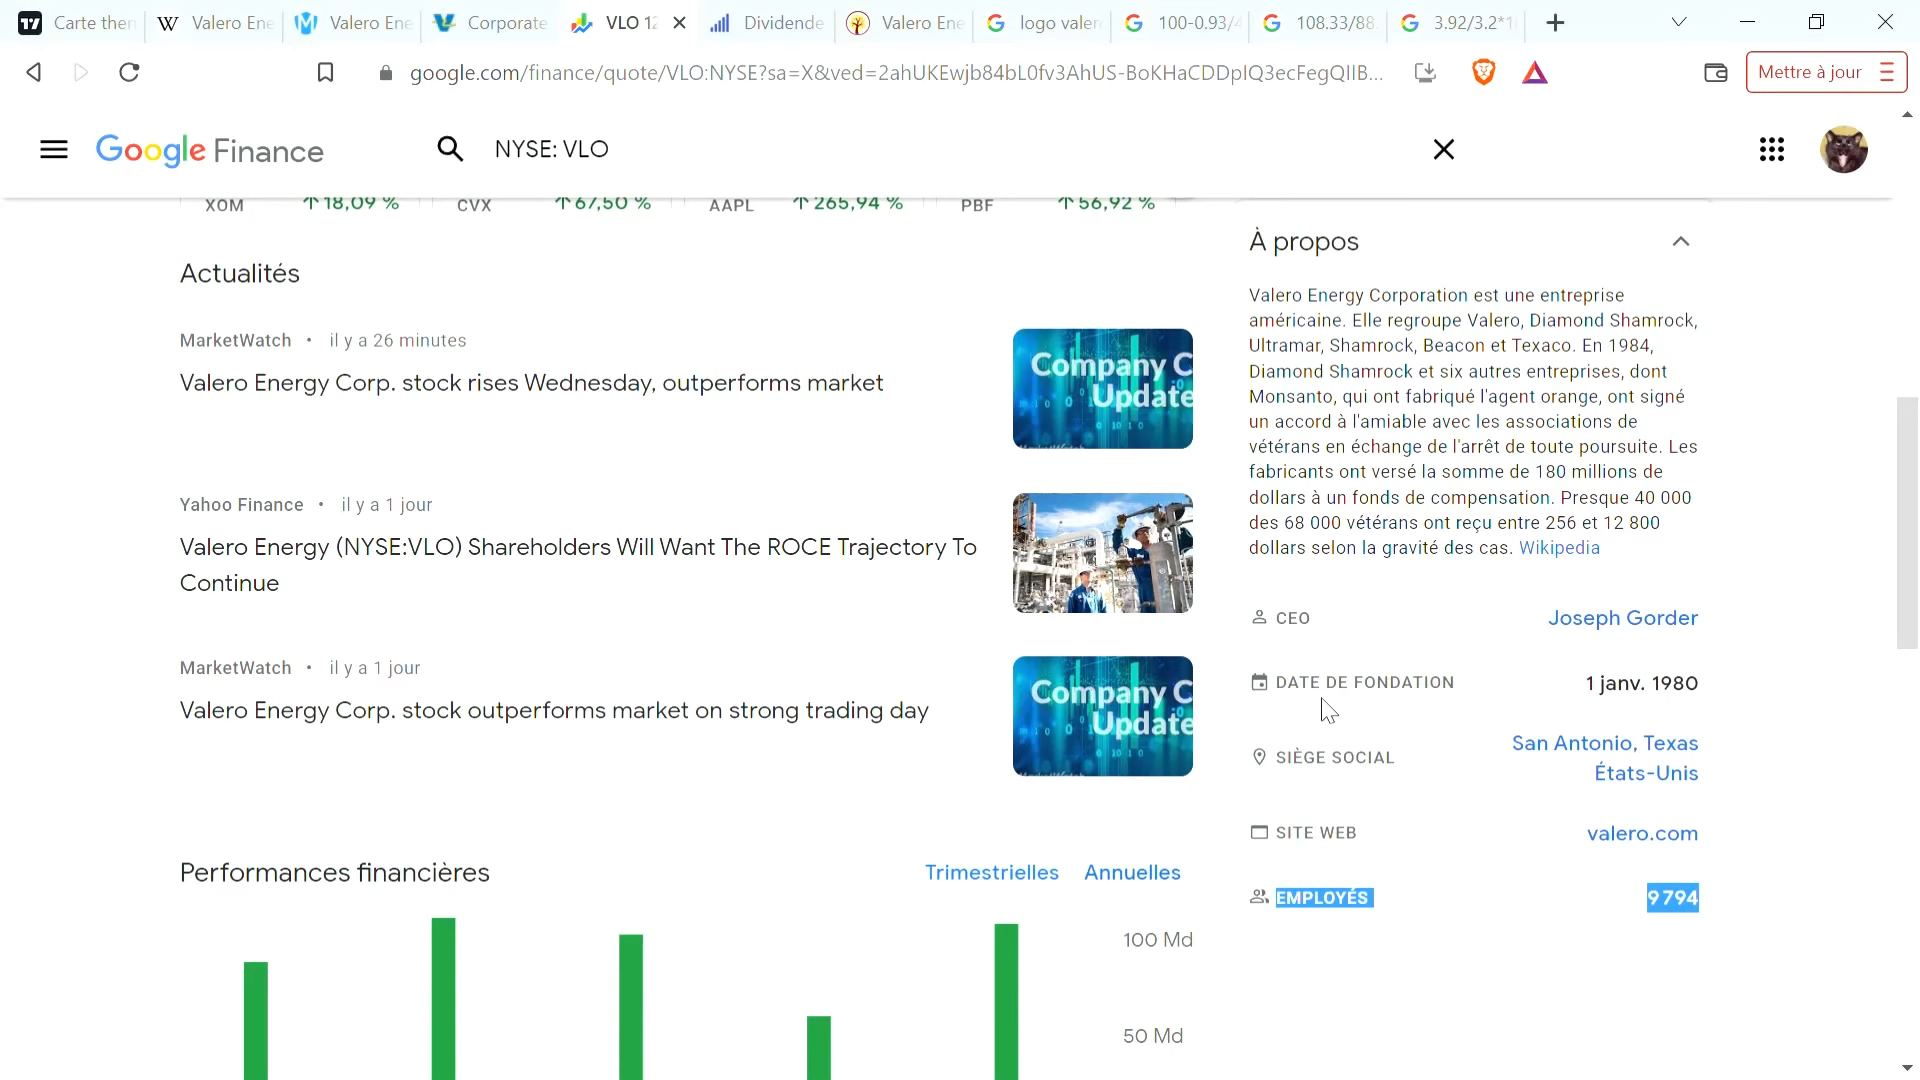 Carte then
Valero Ene
Valero Ene
Corporate
VLO 12
Dividende
Valero Ene
logo valer
100-0.93/4
108.33/88.
3.92/3.2*1
google.com/finance/quote/VLO:NYSE?sa=X&ved=2ahUKEwjb84bL0fv3AhUS-BoKHaCDDpIQ3ecFegQIIB...
Mettre à jour
Google Finance
NYSE: VLO
XOM ↑18,09 % CVX ↑67,50 % AAPL ↑265,94 % PBF ↑56,92 %
Actualités
MarketWatch • il y a 26 minutes
Valero Energy Corp. stock rises Wednesday, outperforms market
Company C
Update
Yahoo Finance • il y a 1 jour
Valero Energy (NYSE:VLO) Shareholders Will Want The ROCE Trajectory To
Continue
MarketWatch • il y a 1 jour
Valero Energy Corp. stock outperforms market on strong trading day
Company C
Update
Performances financières
Trimestrielles Annuelles
100 Md
50 Md
À propos
Valero Energy Corporation est une entreprise
américaine. Elle regroupe Valero, Diamond Shamrock,
Ultramar, Shamrock, Beacon et Texaco. En 1984,
Diamond Shamrock et six autres entreprises, dont
Monsanto, qui ont fabriqué l'agent orange, ont signé
un accord à l'amiable avec les associations de
vétérans en échange de l'arrêt de toute poursuite. Les
fabricants ont versé la somme de 180 millions de
dollars à un fonds de compensation. Presque 40 000
des 68 000 vétérans ont reçu entre 256 et 12 800
dollars selon la gravité des cas. Wikipedia
CEO Joseph Gorder
DATE DE FONDATION 1 janv. 1980
SIÈGE SOCIAL San Antonio, Texas
États-Unis
SITE WEB valero.com
EMPLOYÉS 9 794